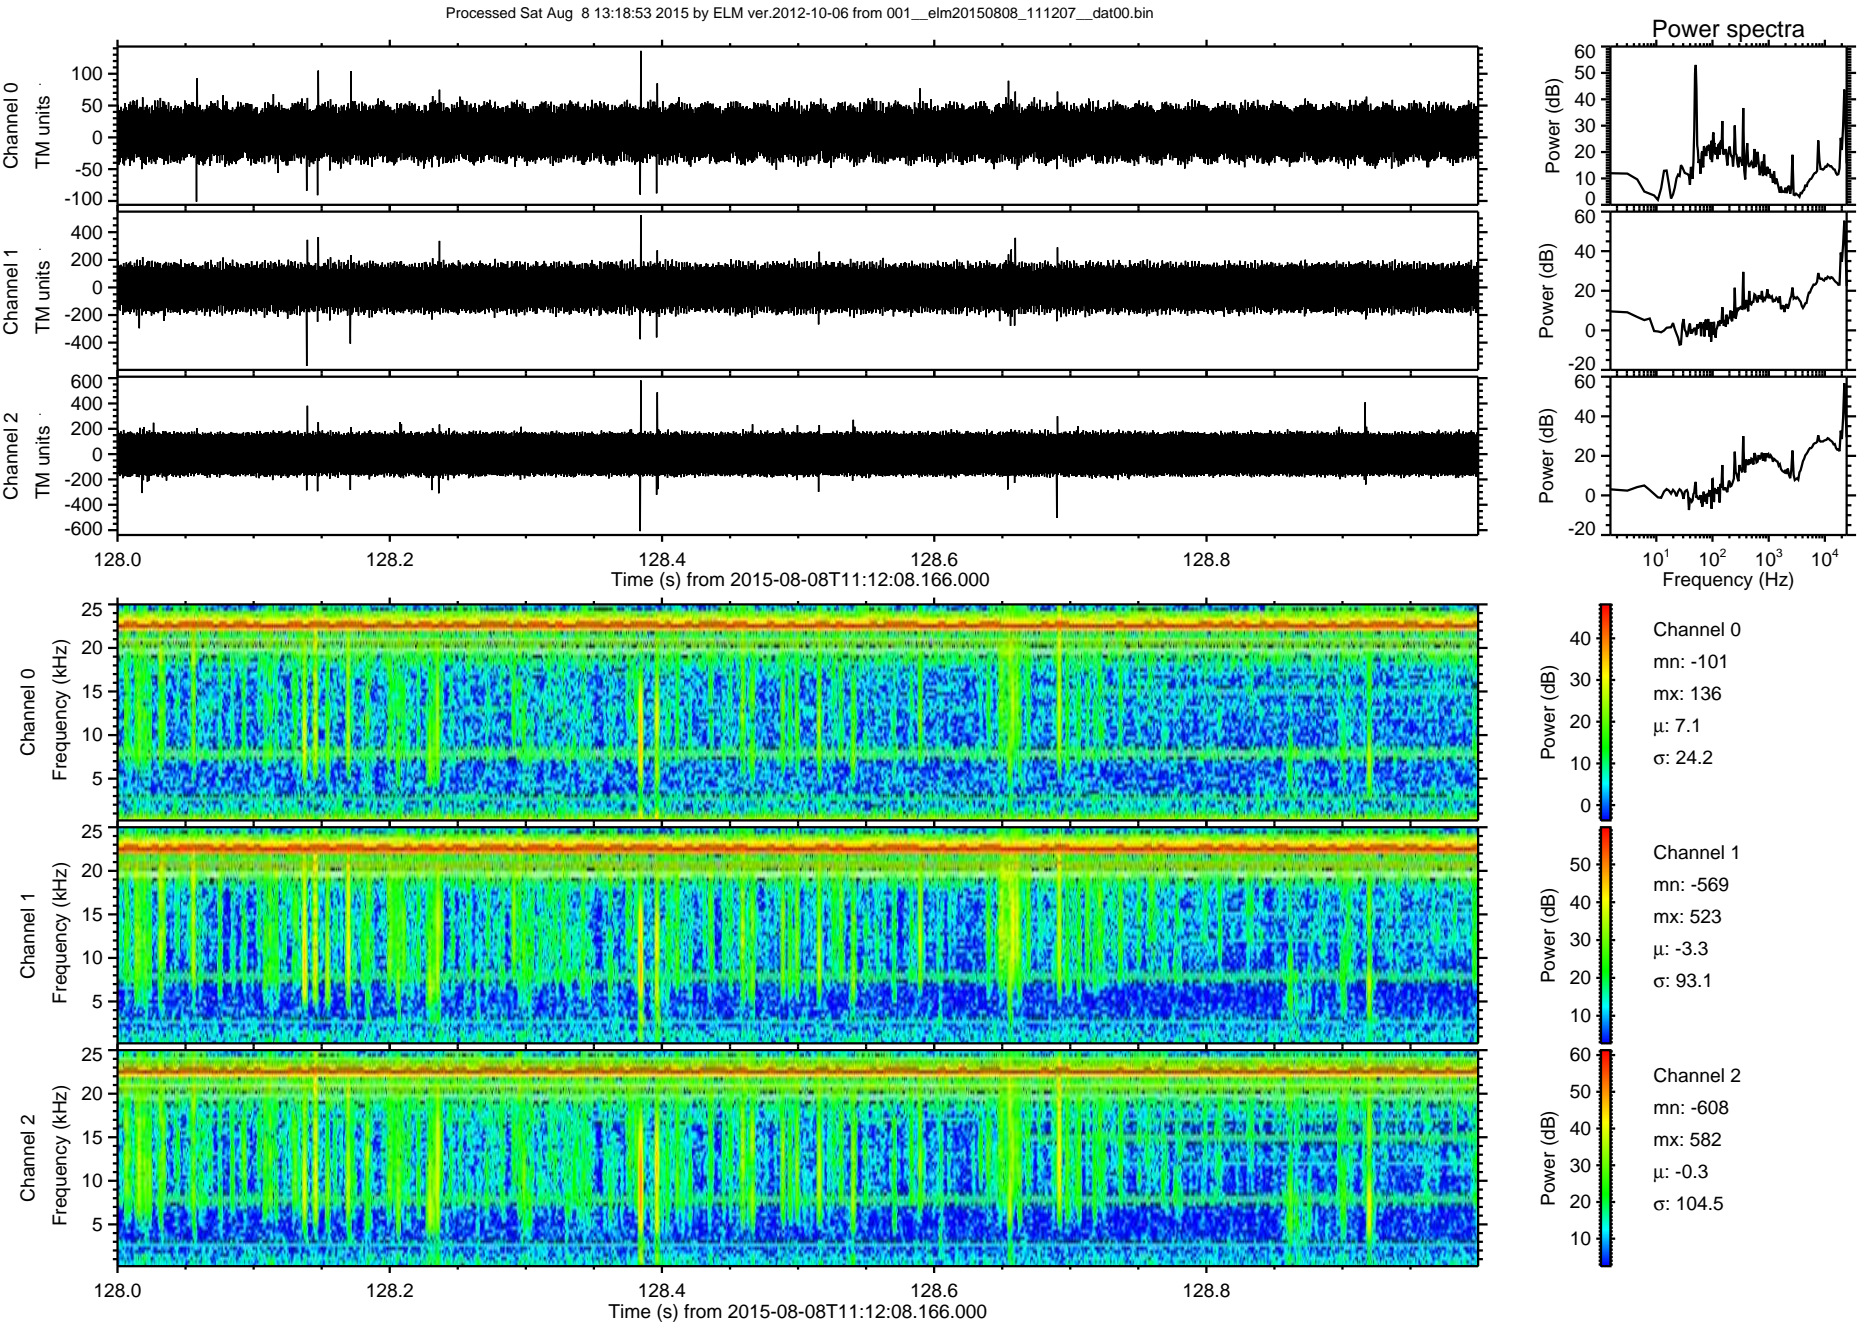 Processed Sat Aug  8 13:18:53 2015 by ELM ver.2012-10-06 from 001__elm20150808_111207__dat00.bin
Power spectra
Channel 0
TM units
100
50
0
-50
-100
Power (dB)
60
50
40
30
20
10
0
Channel 1
TM units
400
200
0
-200
-400
Power (dB)
60
40
20
0
-20
Channel 2
TM units
600
400
200
0
-200
-400
-600
Power (dB)
60
40
20
0
-20
128.0 128.2 128.4 128.6 128.8
Time (s) from 2015-08-08T11:12:08.166.000
10¹ 10² 10³ 10⁴
Frequency (Hz)
Channel 0
Frequency (kHz)
25
20
15
10
5
Power (dB)
40
30
20
10
0
Channel 0
mn: -101
mx: 136
μ: 7.1
σ: 24.2
Channel 1
Frequency (kHz)
25
20
15
10
5
Power (dB)
50
40
30
20
10
Channel 1
mn: -569
mx: 523
μ: -3.3
σ: 93.1
Channel 2
Frequency (kHz)
25
20
15
10
5
Power (dB)
60
50
40
30
20
10
Channel 2
mn: -608
mx: 582
μ: -0.3
σ: 104.5
128.0 128.2 128.4 128.6 128.8
Time (s) from 2015-08-08T11:12:08.166.000